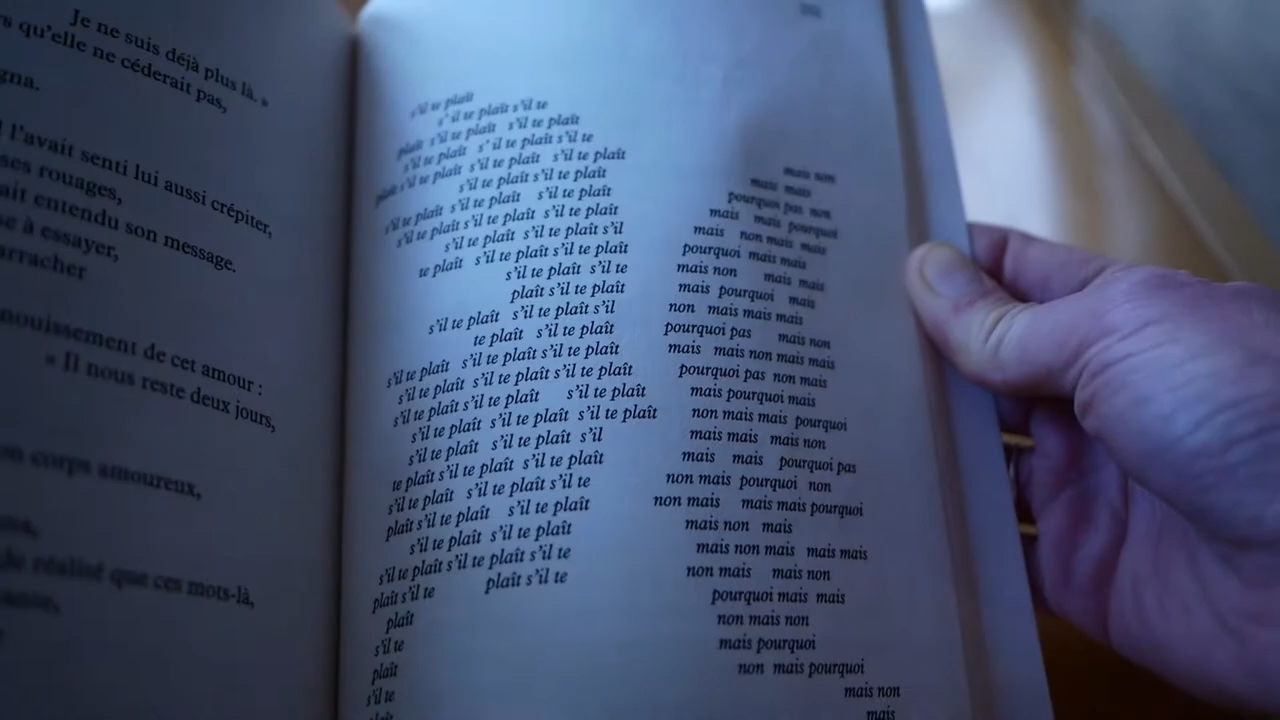 Je ne suis déjà plus là. »
qu'elle ne céderait pas,
l'avait senti lui aussi crépiter,
ses rouages,
entendu son message.
à essayer,
arracher
de cet amour :
« Il nous reste deux jours,
corps amoureux,
réalisé que ces mots-là,
s'il te plaît
s'il te plaît s'il te
plaît s'il te plaît s'il te plaît
s'il te plaît s'il te plaît s'il te
plaît s'il te plaît s'il te plaît s'il te plaît
s'il te plaît s'il te plaît
s'il te plaît s'il te plaît s'il te plaît
s'il te plaît s'il te plaît s'il te plaît
s'il te plaît s'il te plaît s'il
te plaît s'il te plaît s'il te plaît
s'il te plaît s'il te
plaît s'il te plaît
s'il te plaît s'il te plaît s'il
te plaît s'il te plaît
s'il te plaît s'il te plaît s'il te plaît
s'il te plaît s'il te plaît s'il te plaît
s'il te plaît s'il te plaît s'il te plaît
s'il te plaît s'il te plaît s'il te plaît
s'il te plaît s'il te plaît s'il
te plaît s'il te plaît s'il te plaît
s'il te plaît s'il te plaît s'il te
plaît s'il te plaît s'il te plaît
s'il te plaît s'il te plaît
s'il te plaît s'il te plaît s'il te
plaît s'il te plaît s'il te
plaît
s'il te
plaît
s'il te
plaît
mais non
mais mais
pourquoi pas non
mais mais pourquoi
mais non mais mais
pourquoi mais mais
mais non mais mais
mais pourquoi mais
non mais mais mais
pourquoi pas mais non
mais mais non mais mais
pourquoi pas non mais
mais pourquoi mais
non mais mais pourquoi
mais mais mais non
mais mais pourquoi pas
non mais pourquoi non
non mais mais mais pourquoi
mais non mais
mais non mais mais mais
non mais mais non
pourquoi mais mais
non mais non
mais pourquoi
non mais pourquoi
mais non
mais